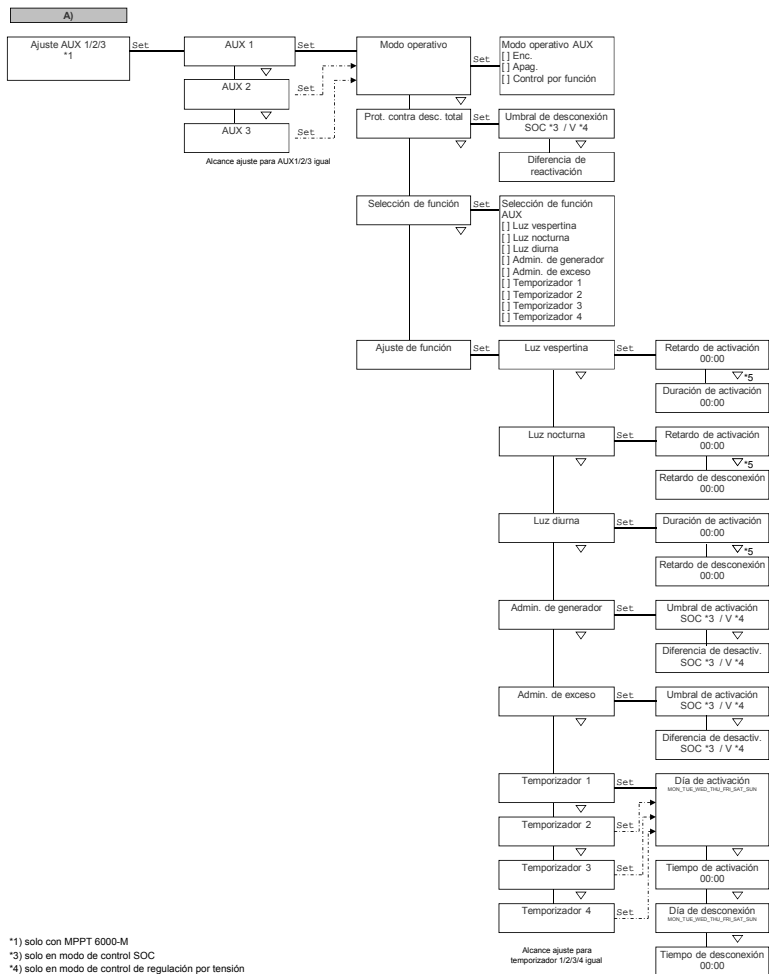 A)
Ajuste AUX 1/2/3
*1
Set
AUX 1
Set
AUX 2
Set
AUX 3
Set
Alcance ajuste para AUX1/2/3 igual
Modo operativo
Set
Modo operativo AUX
[ ] Enc.
[ ] Apag.
[ ] Control por función
Prot. contra desc. total
Set
Umbral de desconexión
SOC *3 / V *4
Diferencia de
reactivación
Selección de función
Set
Selección de función
AUX
[ ] Luz vespertina
[ ] Luz nocturna
[ ] Luz diurna
[ ] Admin. de generador
[ ] Admin. de exceso
[ ] Temporizador 1
[ ] Temporizador 2
[ ] Temporizador 3
[ ] Temporizador 4
Ajuste de función
Set
Luz vespertina
Set
Retardo de activación
00:00
*5
Duración de activación
00:00
Luz nocturna
Set
Retardo de activación
00:00
*5
Retardo de desconexión
00:00
Luz diurna
Set
Duración de activación
00:00
*5
Retardo de desconexión
00:00
Admin. de generador
Set
Umbral de activación
SOC *3 / V *4
Diferencia de desactiv.
SOC *3 / V *4
Admin. de exceso
Set
Umbral de activación
SOC *3 / V *4
Diferencia de desactiv.
SOC *3 / V *4
Temporizador 1
Set
Día de activación
MON_TUE_WED_THU_FRI_SAT_SUN
Temporizador 2
Set
Temporizador 3
Set
Tiempo de activación
00:00
Temporizador 4
Set
Día de desconexión
MON_TUE_WED_THU_FRI_SAT_SUN
Alcance ajuste para
temporizador 1/2/3/4 igual
Tiempo de desconexión
00:00
*1) solo con MPPT 6000-M
*3) solo en modo de control SOC
*4) solo en modo de control de regulación por tensión